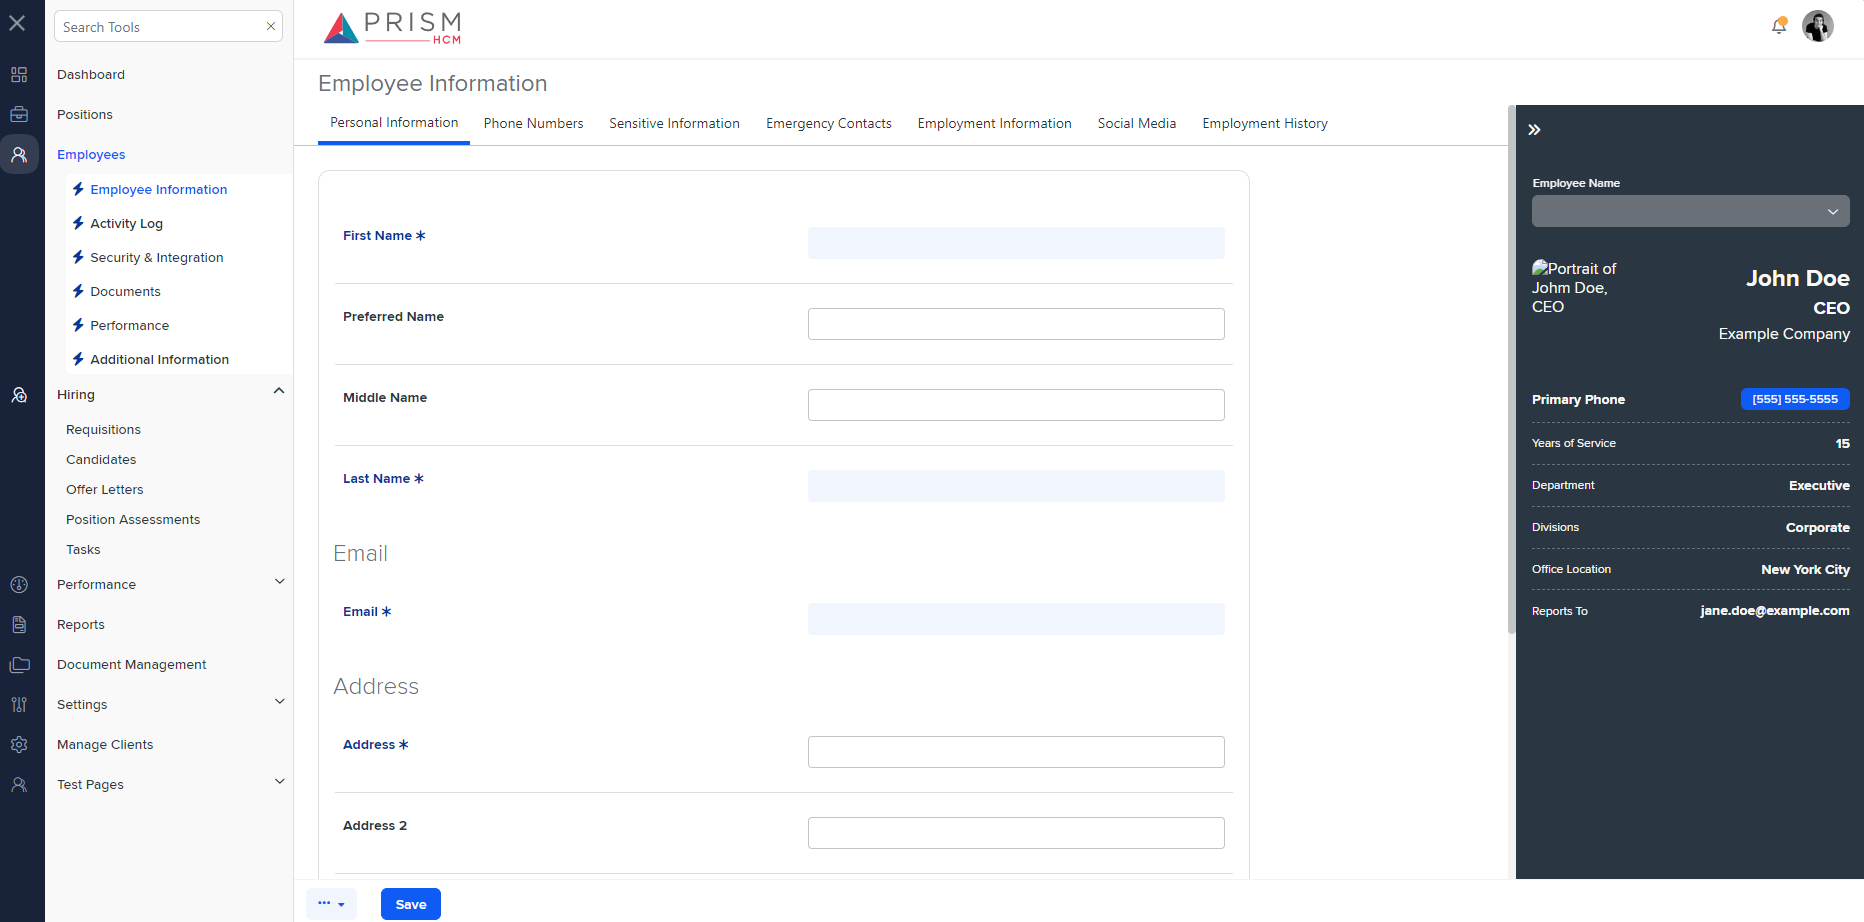 Search Tools
Dashboard
Positions
Employees
Employee Information
Activity Log
Security & Integration
Documents
Performance
Additional Information
Hiring
Requisitions
Candidates
Offer Letters
Position Assessments
Tasks
Performance
Reports
Document Management
Settings
Manage Clients
Test Pages
PRISM
HCM
Employee Information
Personal Information
Phone Numbers
Sensitive Information
Emergency Contacts
Employment Information
Social Media
Employment History
First Name *
Preferred Name
Middle Name
Last Name *
Email
Email *
Address
Address *
Address 2
... 
Save
Employee Name
Portrait of
Johm Doe,
CEO
John Doe
CEO
Example Company
Primary Phone [555] 555-5555
Years of Service 15
Department Executive
Divisions Corporate
Office Location New York City
Reports To jane.doe@example.com